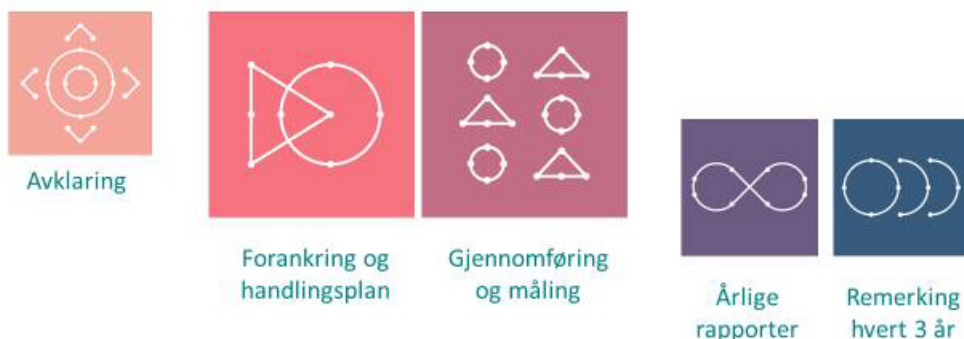 Avklaring
Forankring og
handlingsplan
Gjennomføring
og måling
Årlige
rapporter
Remerking
hvert 3 år